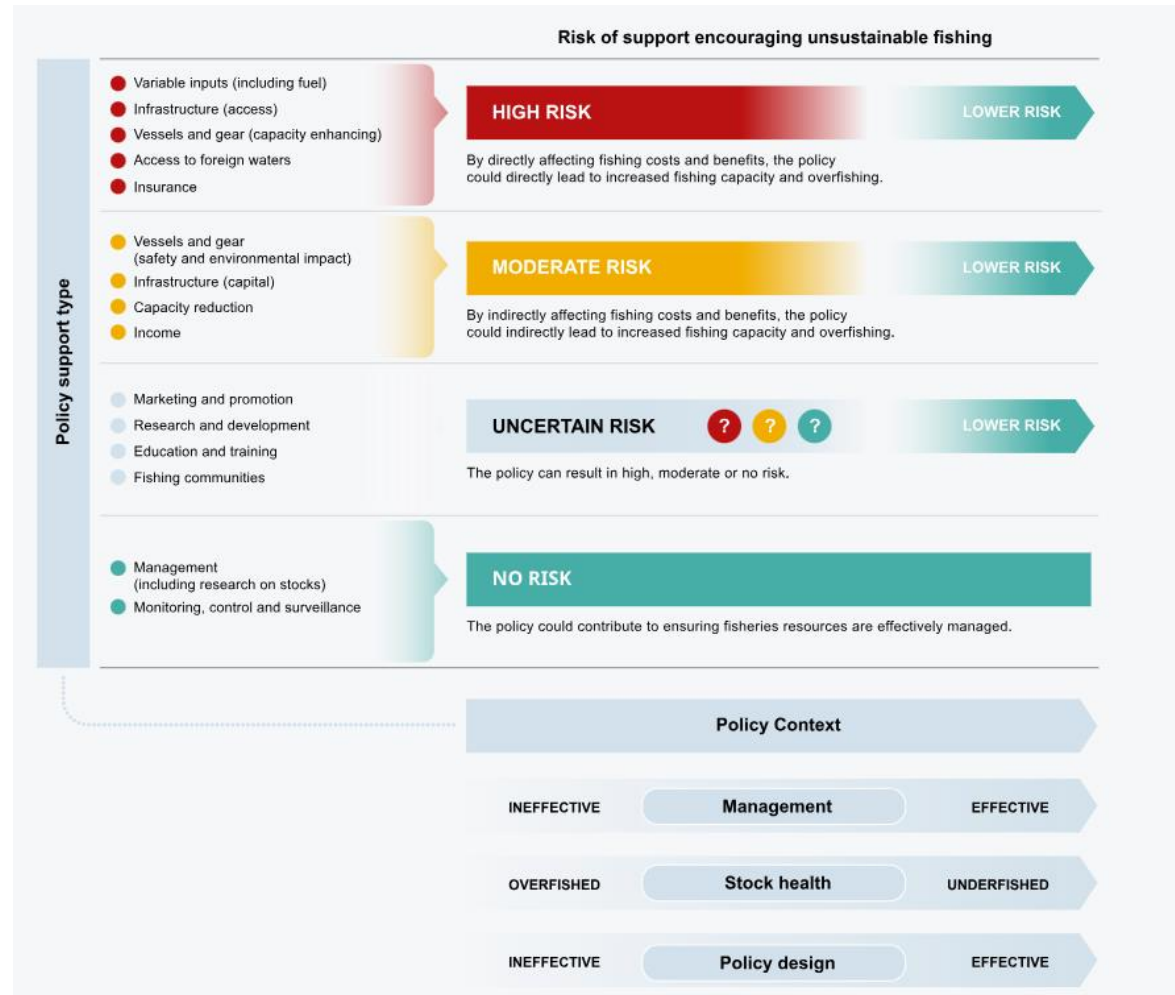 Risk of support encouraging unsustainable fishing
Policy support type
Variable inputs (including fuel)
Infrastructure (access)
Vessels and gear (capacity enhancing)
Access to foreign waters
Insurance
HIGH RISK
LOWER RISK
By directly affecting fishing costs and benefits, the policy
could directly lead to increased fishing capacity and overfishing.
Vessels and gear
(safety and environmental impact)
Infrastructure (capital)
Capacity reduction
Income
MODERATE RISK
LOWER RISK
By indirectly affecting fishing costs and benefits, the policy
could indirectly lead to increased fishing capacity and overfishing.
Marketing and promotion
Research and development
Education and training
Fishing communities
UNCERTAIN RISK ? ? ?
LOWER RISK
The policy can result in high, moderate or no risk.
Management
(including research on stocks)
Monitoring, control and surveillance
NO RISK
The policy could contribute to ensuring fisheries resources are effectively managed.
Policy Context
INEFFECTIVE Management EFFECTIVE
OVERFISHED Stock health UNDERFISHED
INEFFECTIVE Policy design EFFECTIVE